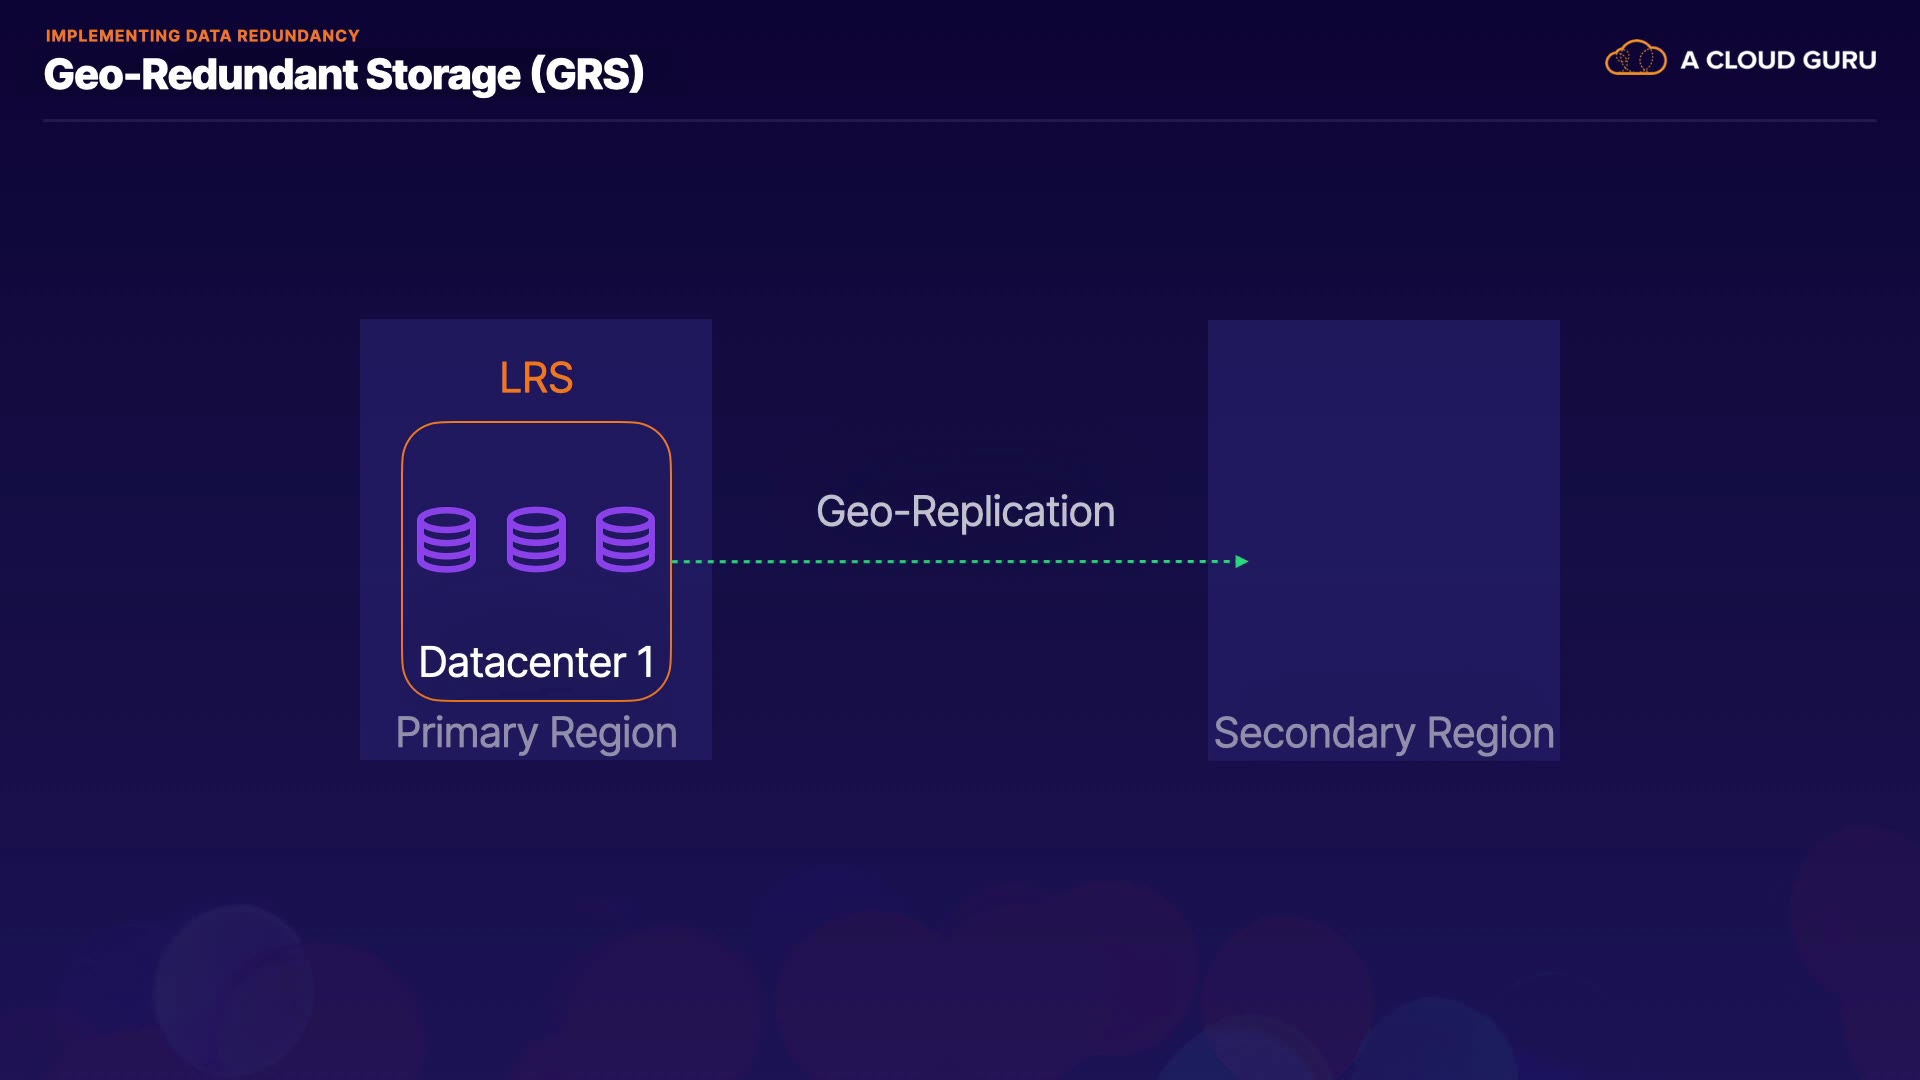 IMPLEMENTING DATA REDUNDANCY
Geo-Redundant Storage (GRS)
A CLOUD GURU
LRS
Geo-Replication
Datacenter 1
Primary Region
Secondary Region